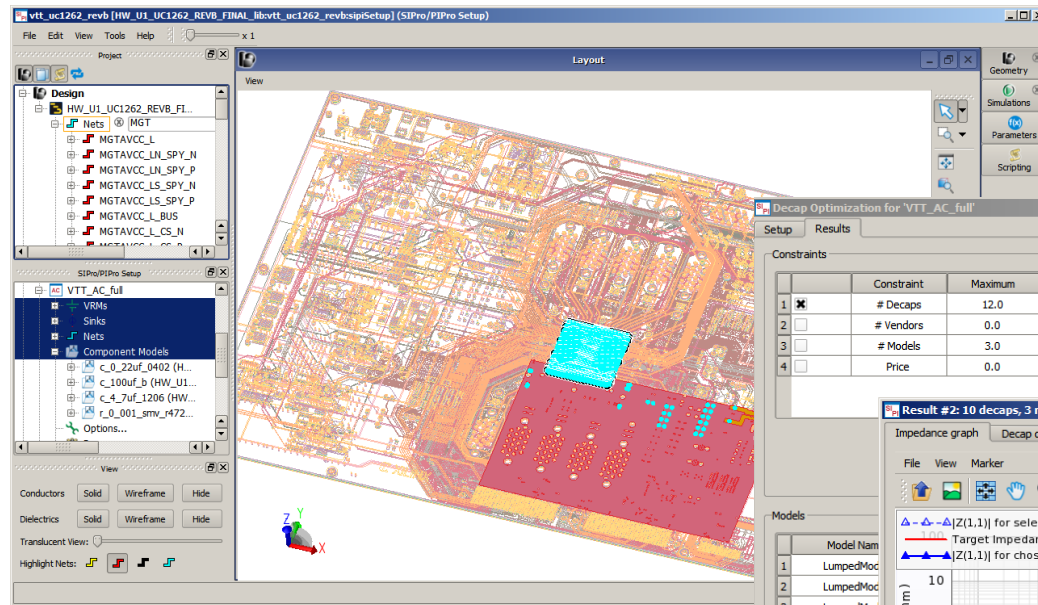 vtt_uc1262_revb [HW_U1_UC1262_REVB_FINAL_lib:vtt_uc1262_revb:sipiSetup] (SIPro/PIPro Setup)
File Edit View Tools Help x 1
Project
Design
HW_U1_UC1262_REVB_FI...
Nets MGT
MGTAVCC_L
MGTAVCC_LN_SPY_N
MGTAVCC_LN_SPY_P
MGTAVCC_LS_SPY_N
MGTAVCC_LS_SPY_P
MGTAVCC_L_BUS
MGTAVCC_L_CS_N
SIPro/PIPro Setup
AC VTT_AC_full
VRMs
Sinks
Nets
Component Models
c_0_22uf_0402 (H...
c_100uf_b (HW_U1...
c_4_7uf_1206 (HW...
r_0_001_smv_r472...
Options...
View
Conductors Solid Wireframe Hide
Dielectrics Solid Wireframe Hide
Translucent View:
Highlight Nets:
Layout
View
Z Y X
Geometry
Simulations
f(x)
Parameters
Scripting
Decap Optimization for 'VTT_AC_full'
Setup Results
Constraints
Constraint Maximum
1 # Decaps 12.0
2 # Vendors 0.0
3 # Models 3.0
4 Price 0.0
Models
Model Nam
1 LumpedMod
2 LumpedMod
Result #2: 10 decaps, 3 r
Impedance graph Decap c
File View Marker
|Z(1,1)| for sele
Target Impedar
|Z(1,1)| for chos
100
10